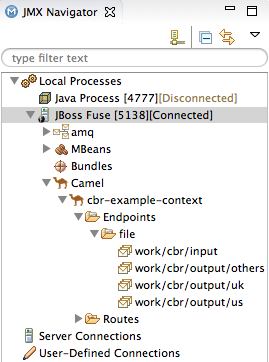 JMX Navigator
type filter text
Local Processes
Java Process [4777][Disconnected]
JBoss Fuse [5138][Connected]
amq
MBeans
Bundles
Camel
cbr-example-context
Endpoints
file
work/cbr/input
work/cbr/output/others
work/cbr/output/uk
work/cbr/output/us
Routes
Server Connections
User-Defined Connections